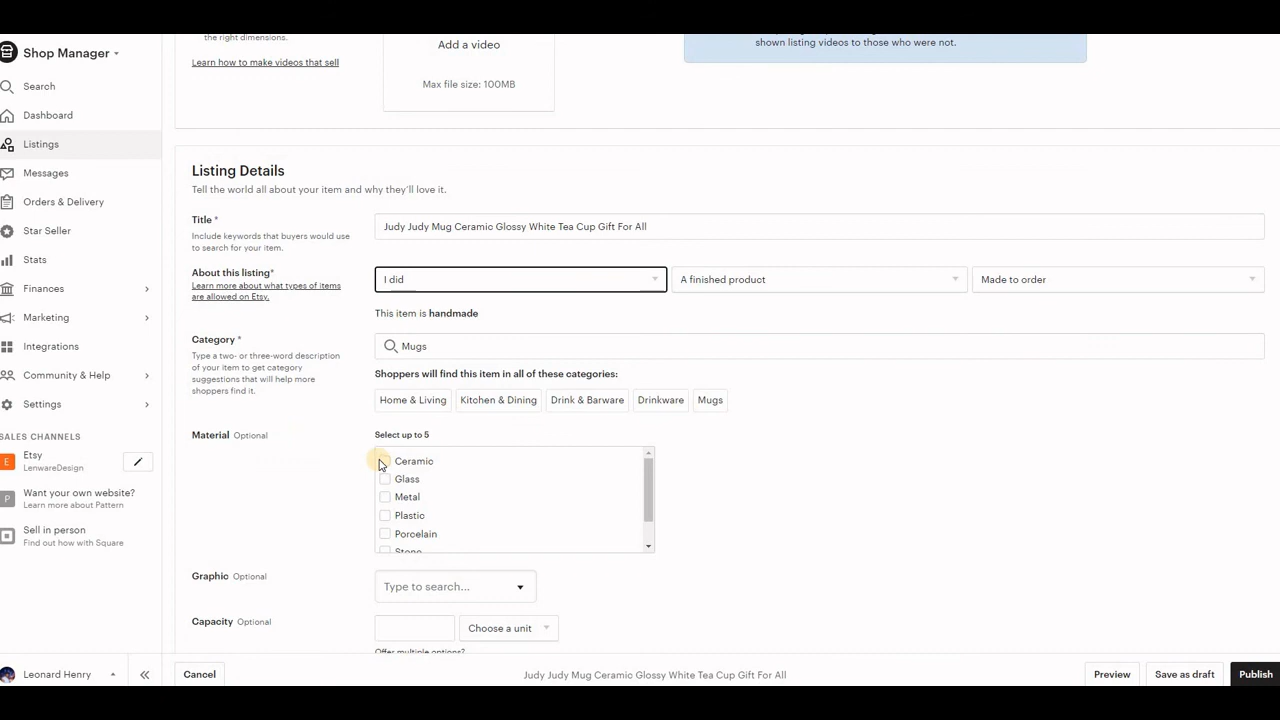 Shop Manager
Search
Dashboard
Listings
Messages
Orders & Delivery
Star Seller
Stats
Finances
Marketing
Integrations
Community & Help
Settings
SALES CHANNELS
Etsy
LenwareDesign
Want your own website?
Learn more about Pattern
Sell in person
Find out how with Square
Leonard Henry
the right dimensions.
Learn how to make videos that sell
Add a video
Max file size: 100MB
shown listing videos to those who were not.
Listing Details
Tell the world all about your item and why they'll love it.
Title *
Include keywords that buyers would
use to search for your item.
Judy Judy Mug Ceramic Glossy White Tea Cup Gift For All
About this listing*
Learn more about what types of items
are allowed on Etsy.
I did
A finished product
Made to order
This item is handmade
Category *
Type a two- or three-word description
of your item to get category
suggestions that will help more
shoppers find it.
Mugs
Shoppers will find this item in all of these categories:
Home & Living
Kitchen & Dining
Drink & Barware
Drinkware
Mugs
Material Optional
Select up to 5
Ceramic
Glass
Metal
Plastic
Porcelain
Stone
Graphic Optional
Type to search...
Capacity Optional
Choose a unit
Offer multiple options?
Cancel
Judy Judy Mug Ceramic Glossy White Tea Cup Gift For All
Preview
Save as draft
Publish